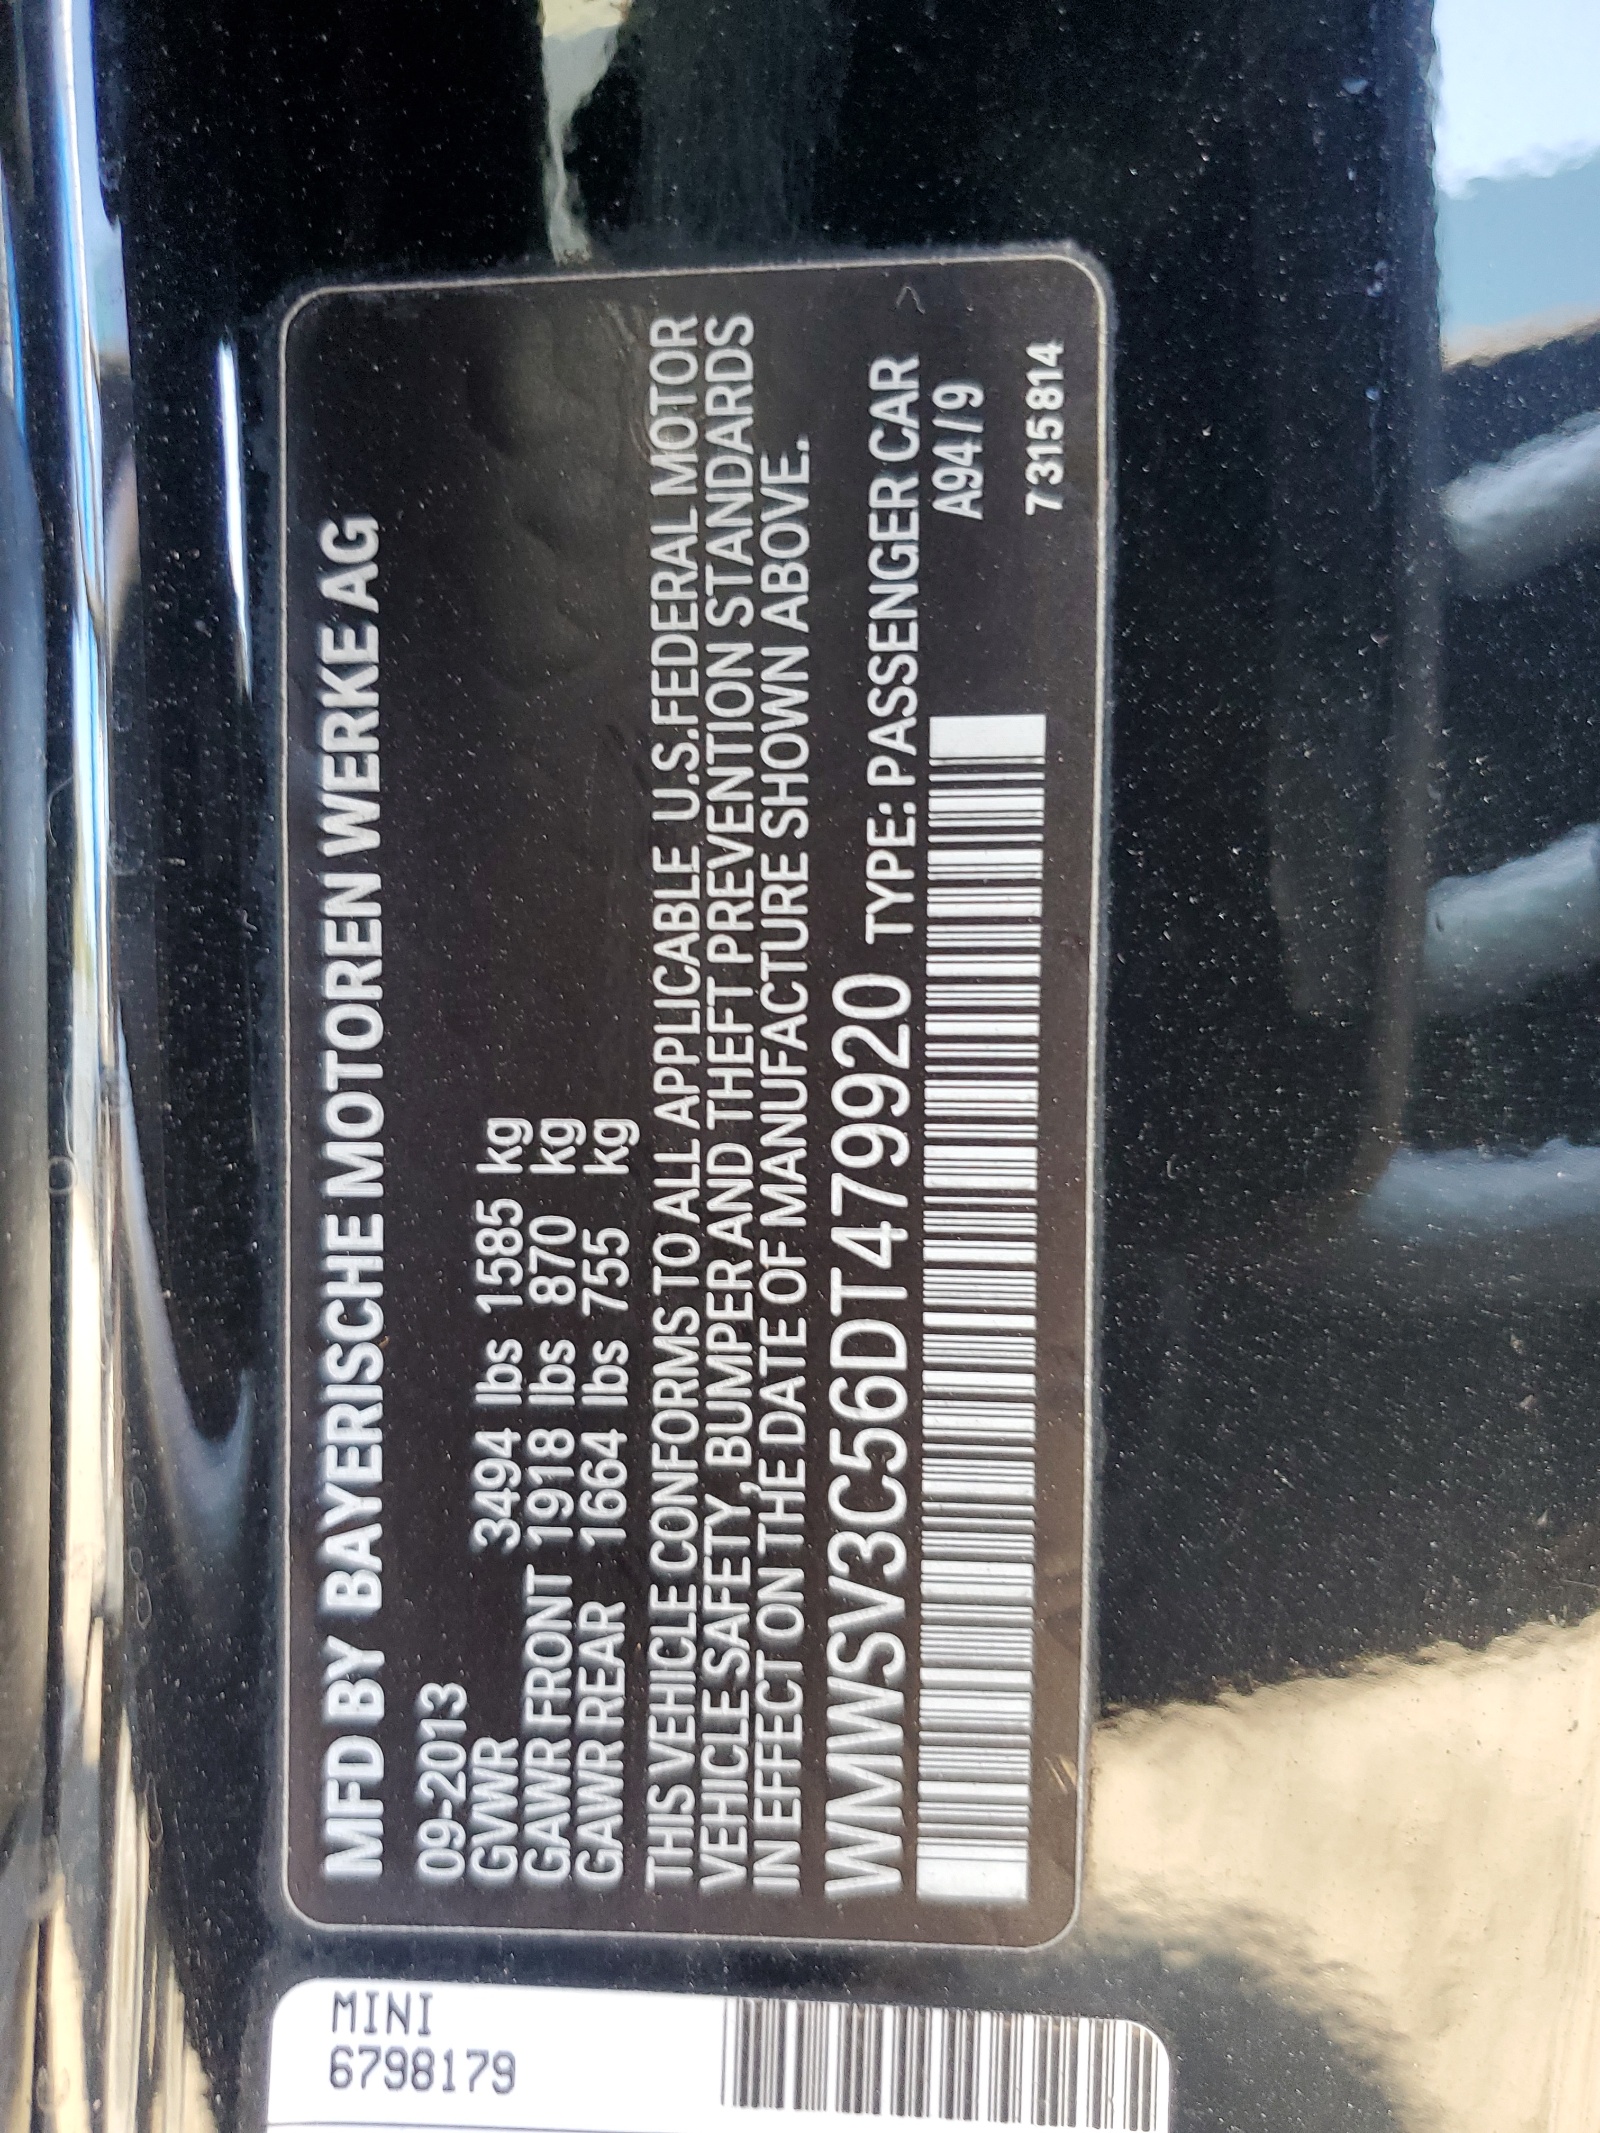 MFD BY BAYERISCHE MOTOREN WERKE AG
09-2013
GVWR 3494 lbs 1585 kg
GAWR FRONT 1918 lbs 870 kg
GAWR REAR 1664 lbs 755 kg
THIS VEHICLE CONFORMS TO ALL APPLICABLE U.S.FEDERAL MOTOR
VEHICLE SAFETY, BUMPER AND THEFT PREVENTION STANDARDS
IN EFFECT ON THE DATE OF MANUFACTURE SHOWN ABOVE.
WMWSV3C56DT479920 TYPE: PASSENGER CAR
A94/9
7315814
MINI
6798179